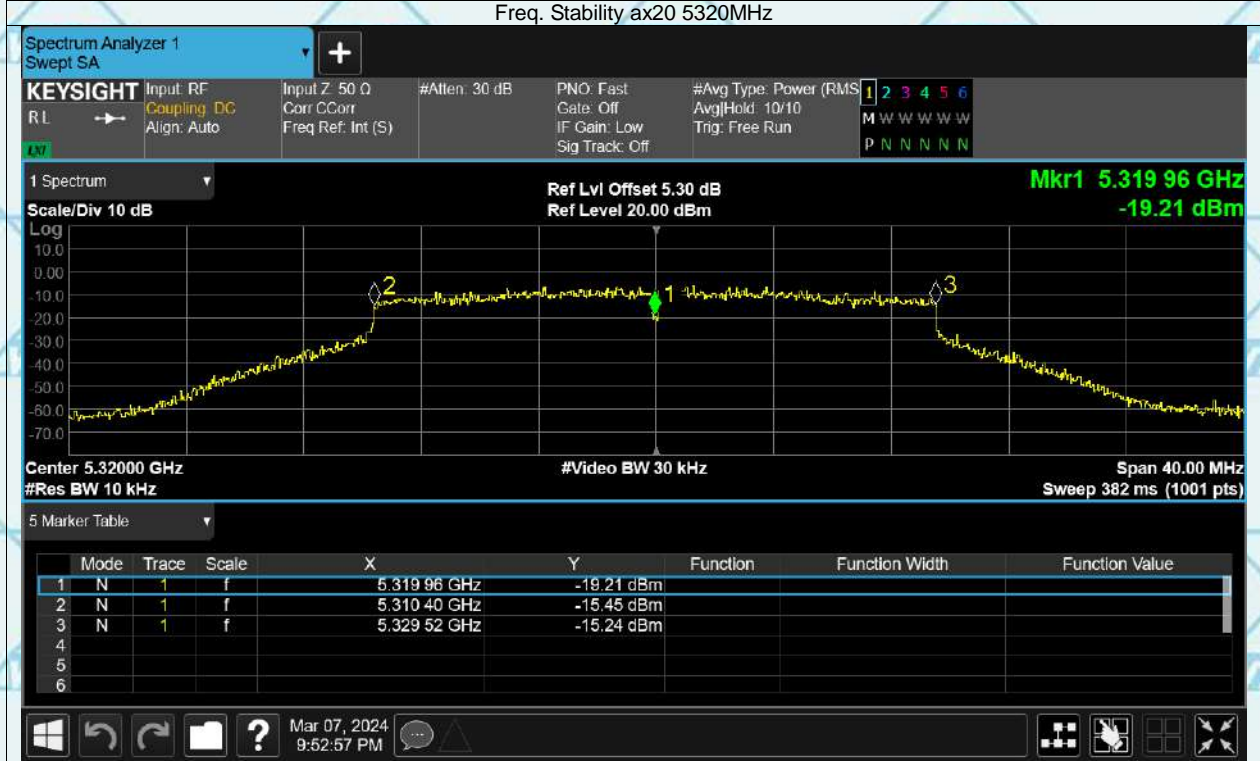 Freq. Stability ax20 5320MHz
Spectrum Analyzer 1
Swept SA
+
KEYSIGHT
RL
LXI
Input: RF
Coupling: DC
Align: Auto
Input Z: 50 Ω
Corr CCorr
Freq Ref: Int (S)
#Atten: 30 dB
PNO: Fast
Gate: Off
IF Gain: Low
Sig Track: Off
#Avg Type: Power (RMS
Avg|Hold: 10/10
Trig: Free Run
1 2 3 4 5 6
M W W W W W
P N N N N N
1 Spectrum
Scale/Div 10 dB
Ref Lvl Offset 5.30 dB
Ref Level 20.00 dBm
Mkr1 5.319 96 GHz
-19.21 dBm
Log
10.0
0.00
-10.0
-20.0
-30.0
-40.0
-50.0
-60.0
-70.0
2
1
3
Center 5.32000 GHz
#Video BW 30 kHz
Span 40.00 MHz
#Res BW 10 kHz
Sweep 382 ms (1001 pts)
5 Marker Table
Mode Trace Scale X Y Function Function Width Function Value
1 N 1 f 5.319 96 GHz -19.21 dBm
2 N 1 f 5.310 40 GHz -15.45 dBm
3 N 1 f 5.329 52 GHz -15.24 dBm
4
5
6
?
Mar 07, 2024
9:52:57 PM